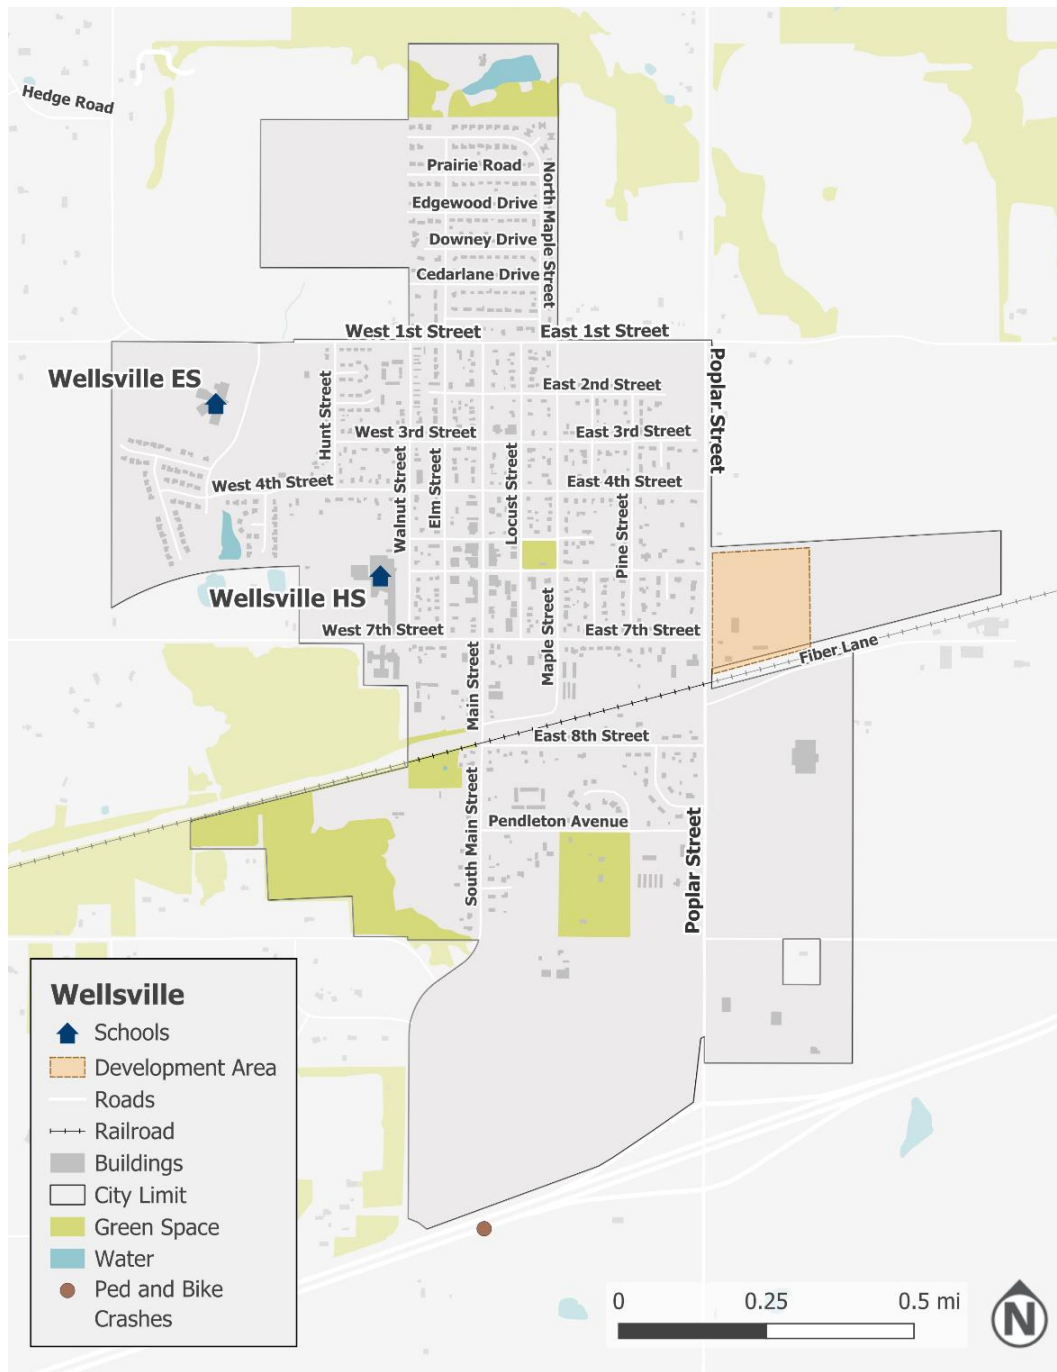 Hedge Road
Prairie Road
North Maple Street
Edgewood Drive
Downey Drive
Cedarlane Drive
West 1st Street
East 1st Street
Poplar Street
Wellsville ES
East 2nd Street
Hunt Street
West 3rd Street
East 3rd Street
Walnut Street
Elm Street
Locust Street
West 4th Street
East 4th Street
Pine Street
Wellsville HS
West 7th Street
Maple Street
East 7th Street
Fiber Lane
Main Street
East 8th Street
South Main Street
Pendleton Avenue
Poplar Street
Wellsville
Schools
Development Area
Roads
Railroad
Buildings
City Limit
Green Space
Water
Ped and Bike
Crashes
0 0.25 0.5 mi
N